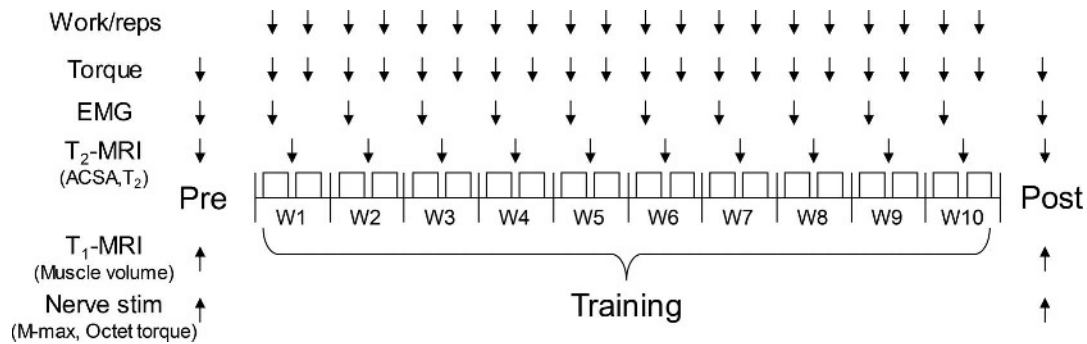 Work/reps
Torque
EMG
T₂-MRI
(ACSA,T₂)
Pre
W1 W2 W3 W4 W5 W6 W7 W8 W9 W10
Post
T₁-MRI
(Muscle volume)
Training
Nerve stim
(M-max, Octet torque)